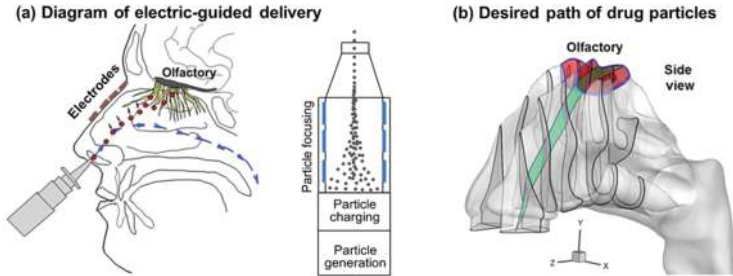 (a) Diagram of electric-guided delivery
Electrodes
Olfactory
Particle focusing
Particle
charging
Particle
generation
(b) Desired path of drug particles
Olfactory
Side
view
Y
Z
X